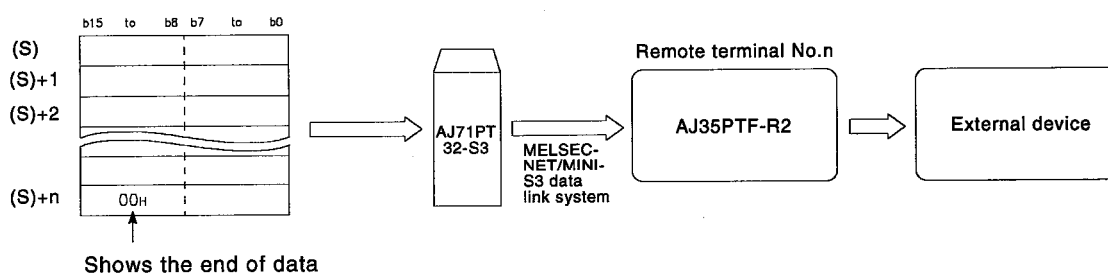 b15 to b8 b7 to b0
(S)
(S)+1
(S)+2
(S)+n
00H
Shows the end of data
AJ71PT
32-S3
MELSEC-
NET/MINI-
S3 data
link system
Remote terminal No.n
AJ35PTF-R2
External device